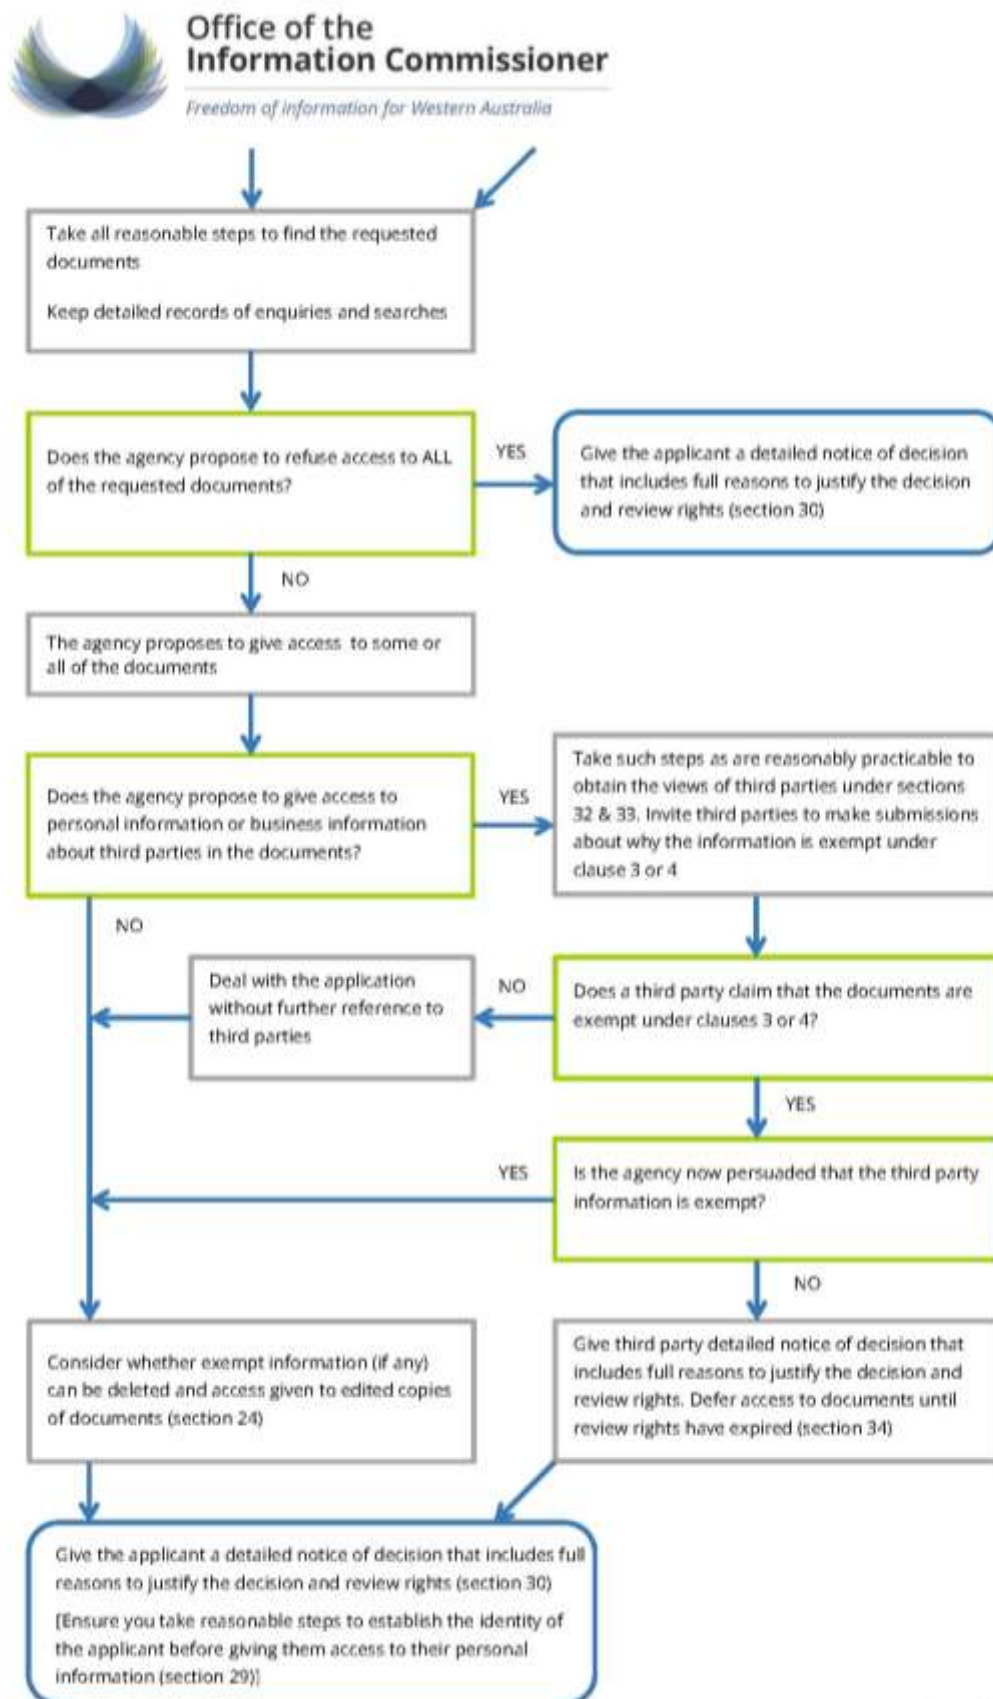 Office of the
Information Commissioner
Freedom of information for Western Australia
Take all reasonable steps to find the requested
documents
Keep detailed records of enquiries and searches
Does the agency propose to refuse access to ALL
of the requested documents?
YES
Give the applicant a detailed notice of decision
that includes full reasons to justify the decision
and review rights (section 30)
NO
The agency proposes to give access to some or
all of the documents
Does the agency propose to give access to
personal information or business information
about third parties in the documents?
YES
Take such steps as are reasonably practicable to
obtain the views of third parties under sections
32 & 33. Invite third parties to make submissions
about why the information is exempt under
clause 3 or 4
NO
Deal with the application
without further reference to
third parties
NO
Does a third party claim that the documents are
exempt under clauses 3 or 4?
YES
YES
Is the agency now persuaded that the third party
information is exempt?
NO
Consider whether exempt information (if any)
can be deleted and access given to edited copies
of documents (section 24)
Give third party detailed notice of decision that
includes full reasons to justify the decision and
review rights. Defer access to documents until
review rights have expired (section 34)
Give the applicant a detailed notice of decision that includes full
reasons to justify the decision and review rights (section 30)
[Ensure you take reasonable steps to establish the identity of
the applicant before giving them access to their personal
information (section 29)]